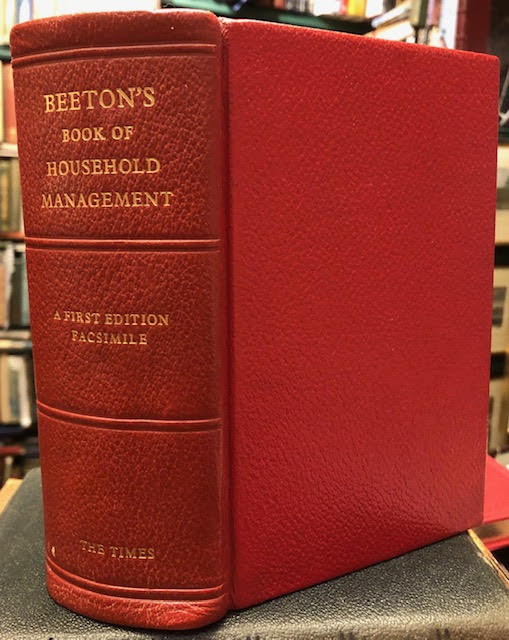 BEETON'S
BOOK OF
HOUSEHOLD
MANAGEMENT
A FIRST EDITION
FACSIMILE
THE TIMES